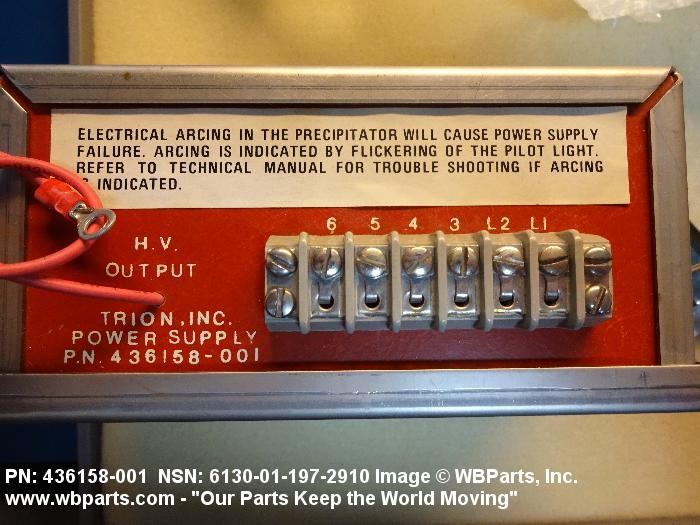 ELECTRICAL ARCING IN THE PRECIPITATOR WILL CAUSE POWER SUPPLY
FAILURE. ARCING IS INDICATED BY FLICKERING OF THE PILOT LIGHT.
REFER TO TECHNICAL MANUAL FOR TROUBLE SHOOTING IF ARCING
IS INDICATED.
6 5 4 3 L2 L1
H.V.
OUTPUT
TRION, INC.
POWER SUPPLY
P.N. 436158-001
PN: 436158-001 NSN: 6130-01-197-2910 Image © WBParts, Inc.
www.wbparts.com - "Our Parts Keep the World Moving"